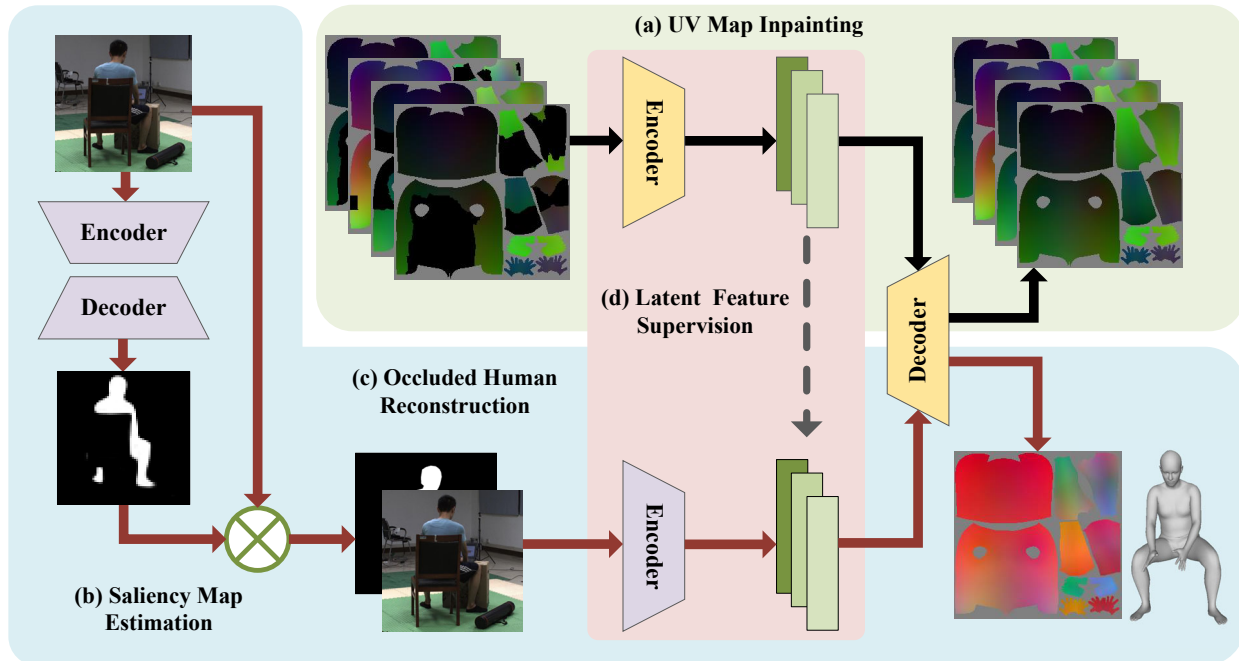 (a) UV Map Inpainting
Encoder
Encoder
Decoder
(d) Latent Feature
Supervision
Decoder
(c) Occluded Human
Reconstruction
Encoder
(b) Saliency Map
Estimation